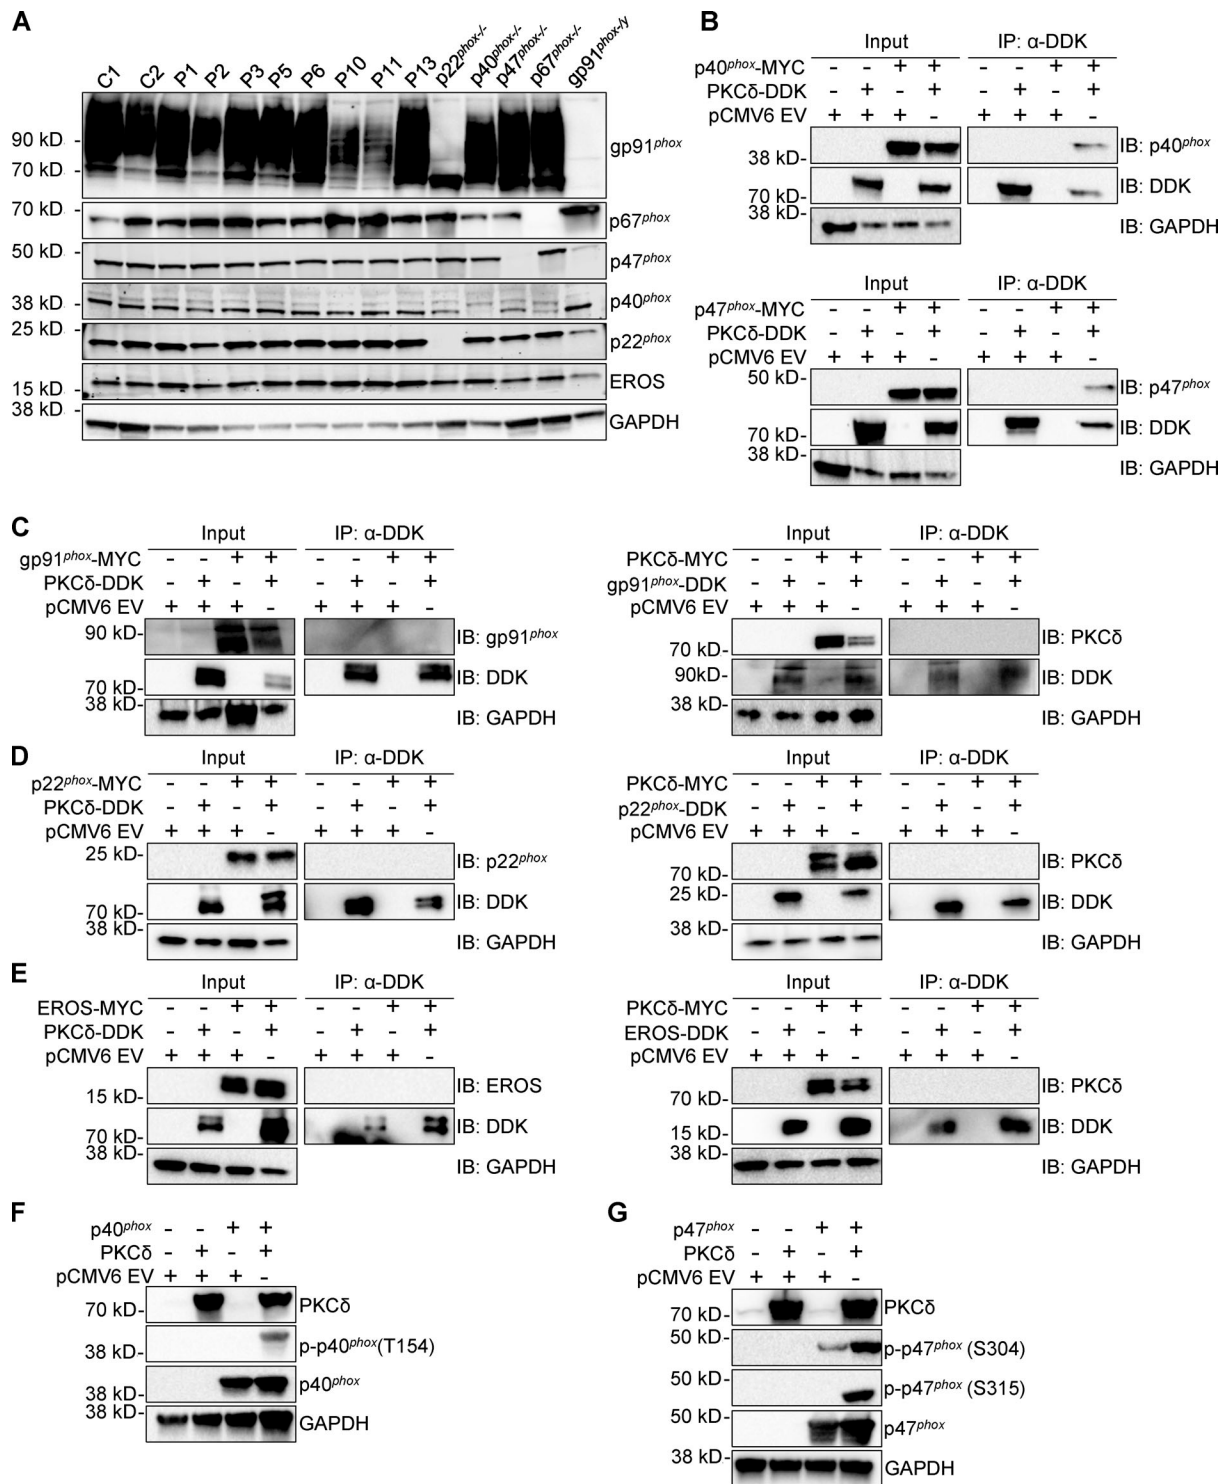 A
C1 C2 P1 P2 P3 P5 P6 P10 P11 P13 p22phox-/- p40phox-/- p47phox-/- p67phox-/- gp91phox-/y
90 kD
70 kD
gp91phox
70 kD
p67phox
50 kD
p47phox
38 kD
p40phox
25 kD
p22phox
15 kD
EROS
38 kD
GAPDH
B
Input IP: α-DDK
p40phox-MYC - - + + - - + +
PKCδ-DDK - + - + - + - +
pCMV6 EV + + + - + + + -
38 kD- IB: p40phox
70 kD- IB: DDK
38 kD- IB: GAPDH
Input IP: α-DDK
p47phox-MYC - - + + - - + +
PKCδ-DDK - + - + - + - +
pCMV6 EV + + + - + + + -
50 kD- IB: p47phox
70 kD- IB: DDK
38 kD- IB: GAPDH
C
Input IP: α-DDK
gp91phox-MYC - - + + - - + +
PKCδ-DDK - + - + - + - +
pCMV6 EV + + + - + + + -
90 kD- IB: gp91phox
70 kD- IB: DDK
38 kD- IB: GAPDH
Input IP: α-DDK
PKCδ-MYC - - + + - - + +
gp91phox-DDK - + - + - + - +
pCMV6 EV + + + - + + + -
70 kD- IB: PKCδ
90kD- IB: DDK
38 kD- IB: GAPDH
D
Input IP: α-DDK
p22phox-MYC - - + + - - + +
PKCδ-DDK - + - + - + - +
pCMV6 EV + + + - + + + -
25 kD- IB: p22phox
70 kD- IB: DDK
38 kD- IB: GAPDH
Input IP: α-DDK
PKCδ-MYC - - + + - - + +
p22phox-DDK - + - + - + - +
pCMV6 EV + + + - + + + -
70 kD- IB: PKCδ
25 kD- IB: DDK
38 kD- IB: GAPDH
E
Input IP: α-DDK
EROS-MYC - - + + - - + +
PKCδ-DDK - + - + - + - +
pCMV6 EV + + + - + + + -
15 kD- IB: EROS
70 kD- IB: DDK
38 kD- IB: GAPDH
Input IP: α-DDK
PKCδ-MYC - - + + - - + +
EROS-DDK - + - + - + - +
pCMV6 EV + + + - + + + -
70 kD- IB: PKCδ
15 kD- IB: DDK
38 kD- IB: GAPDH
F
p40phox - - + +
PKCδ - + - +
pCMV6 EV + + + -
70 kD- PKCδ
38 kD- p-p40phox(T154)
38 kD- p40phox
38 kD- GAPDH
G
p47phox - - + +
PKCδ - + - +
pCMV6 EV + + + -
70 kD- PKCδ
50 kD- p-p47phox (S304)
50 kD- p-p47phox (S315)
50 kD- p47phox
38 kD- GAPDH